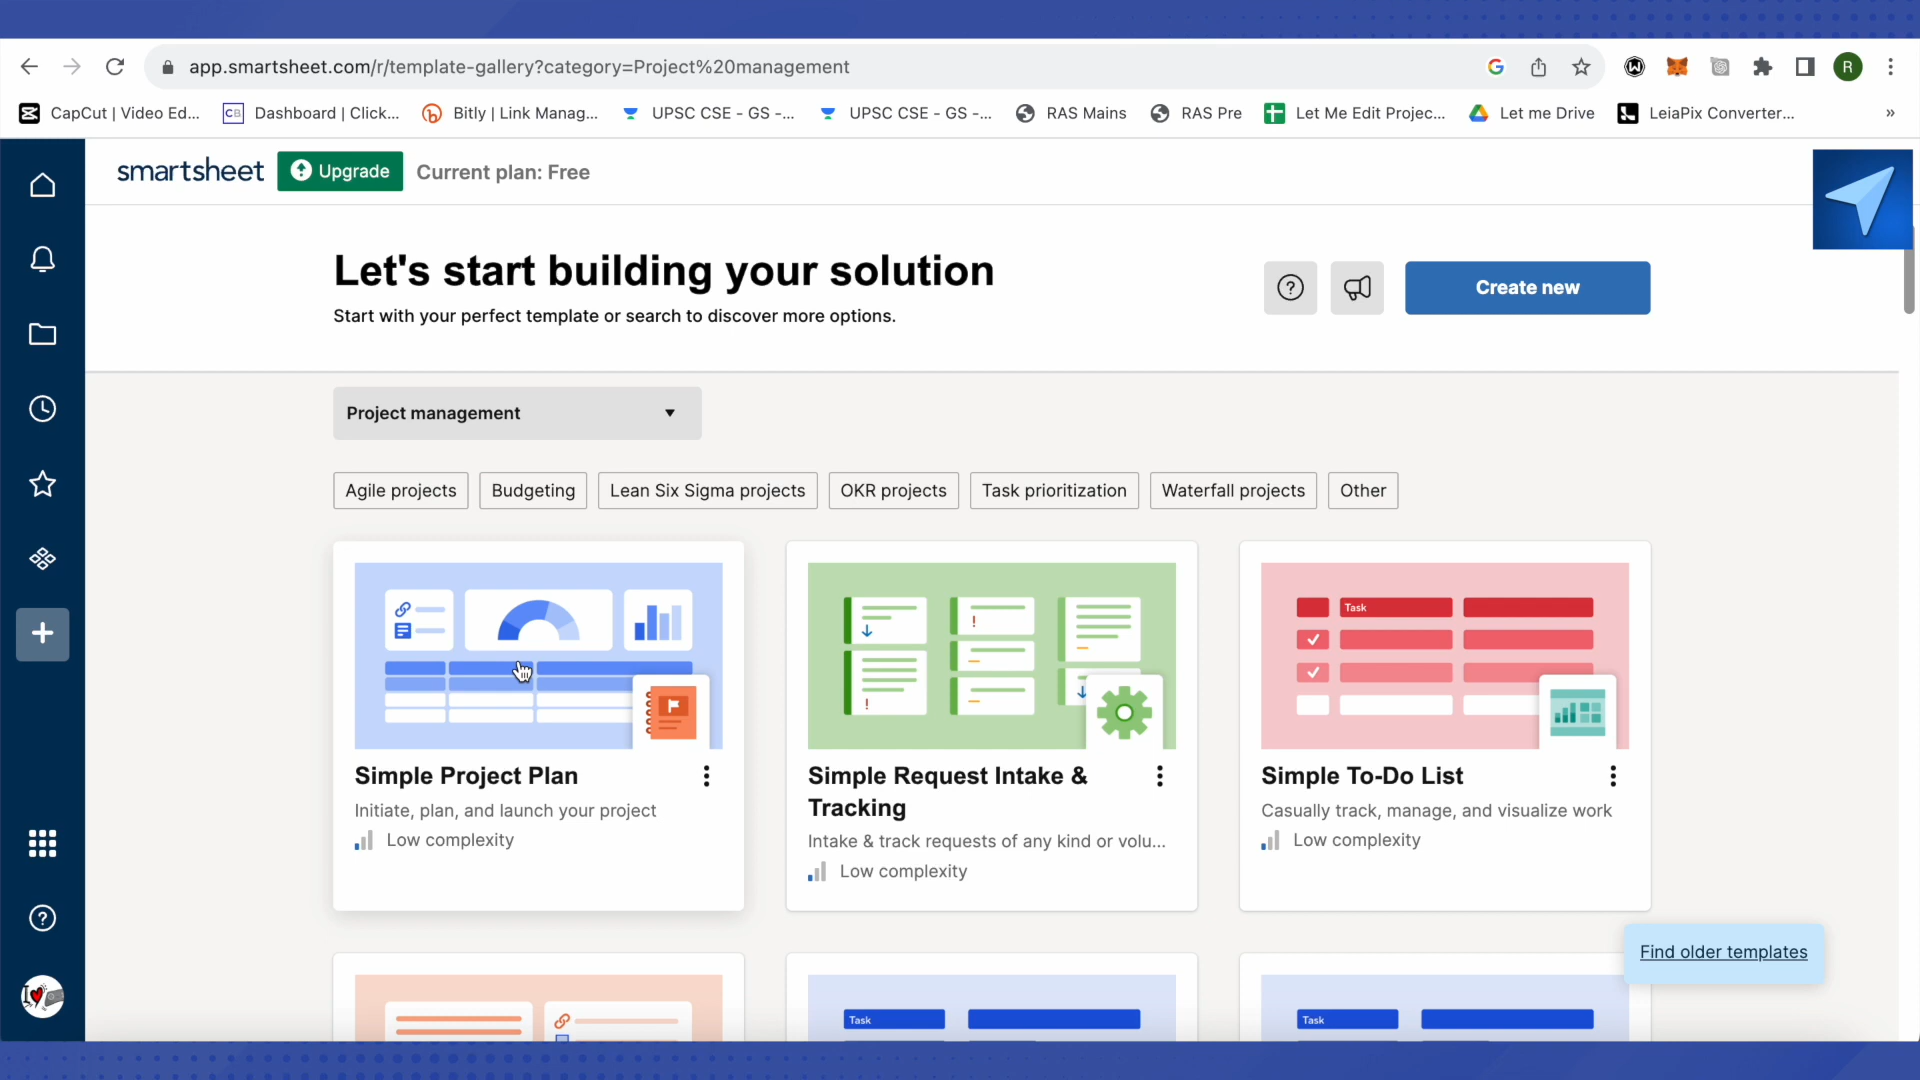 app.smartsheet.com/r/template-gallery?category=Project%20management
R
CapCut | Video Ed...
CB Dashboard | Click...
Bitly | Link Manag...
UPSC CSE - GS -...
UPSC CSE - GS -...
RAS Mains
RAS Pre
Let Me Edit Projec...
Let me Drive
LeiaPix Converter...
»
smartsheet
Upgrade
Current plan: Free
Let's start building your solution
Start with your perfect template or search to discover more options.
Create new
Project management
Agile projects
Budgeting
Lean Six Sigma projects
OKR projects
Task prioritization
Waterfall projects
Other
Simple Project Plan
Initiate, plan, and launch your project
Low complexity
Simple Request Intake &
Tracking
Intake & track requests of any kind or volu...
Low complexity
Task
Simple To-Do List
Casually track, manage, and visualize work
Low complexity
Find older templates
Task
Task